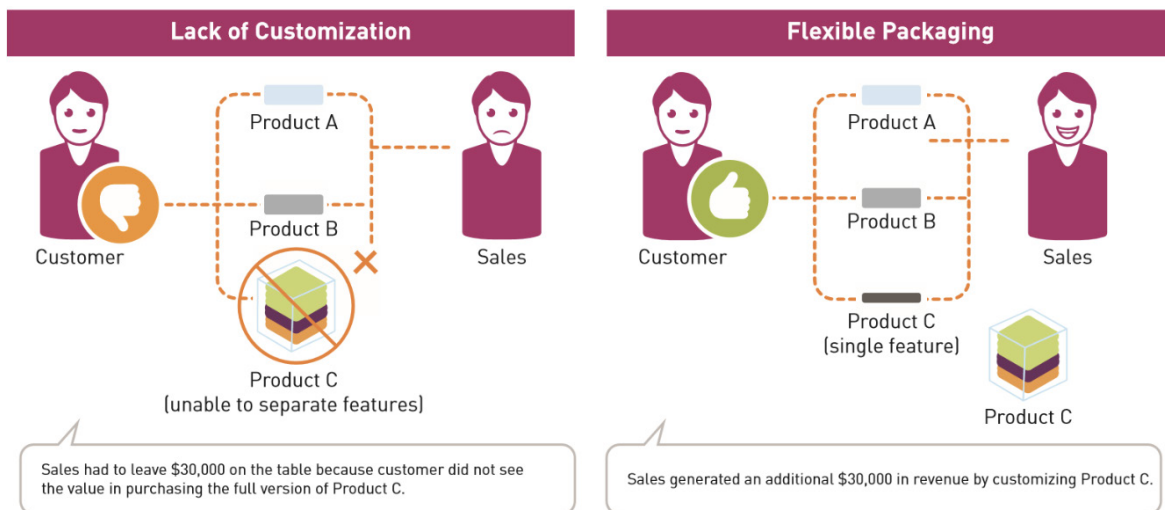 Lack of Customization
Product A
Product B
Customer
Sales
Product C
(unable to separate features)
Sales had to leave $30,000 on the table because customer did not see
the value in purchasing the full version of Product C.
Flexible Packaging
Product A
Product B
Customer
Sales
Product C
(single feature)
Product C
Sales generated an additional $30,000 in revenue by customizing Product C.